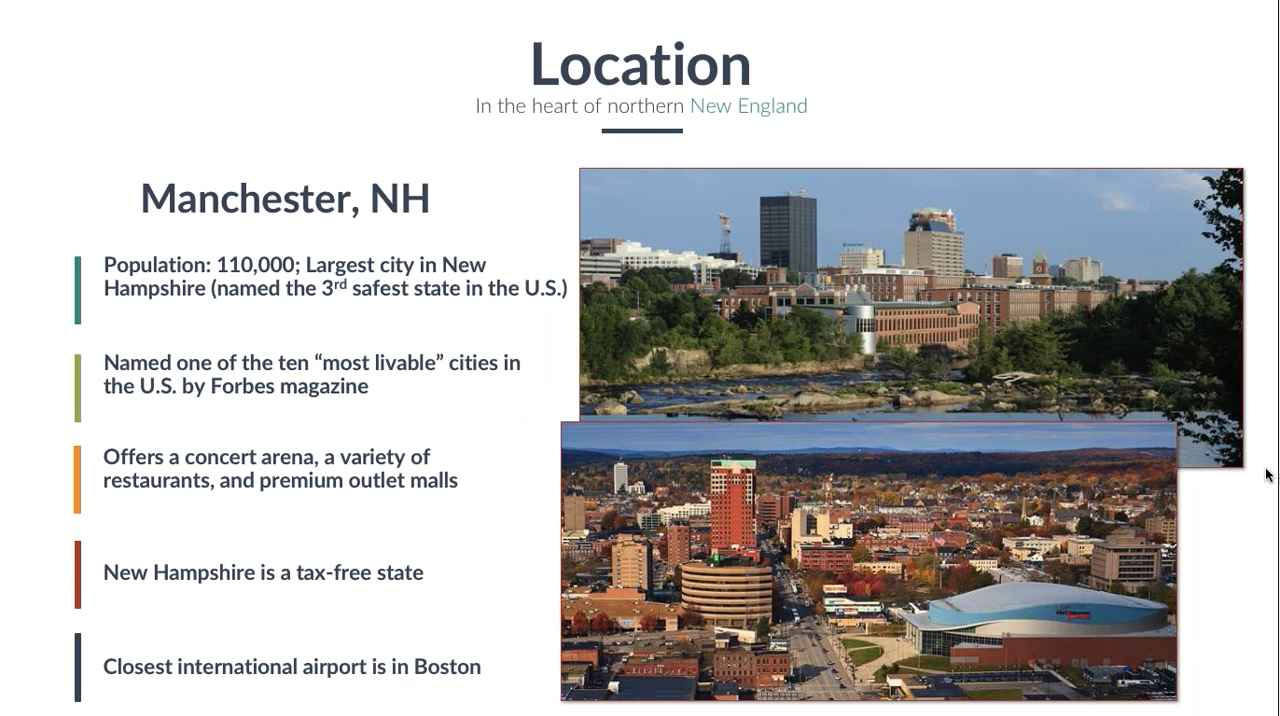 Location
In the heart of northern New England
Manchester, NH
Population: 110,000; Largest city in New
Hampshire (named the 3rd safest state in the U.S.)
Named one of the ten “most livable” cities in
the U.S. by Forbes magazine
Offers a concert arena, a variety of
restaurants, and premium outlet malls
New Hampshire is a tax-free state
Closest international airport is in Boston